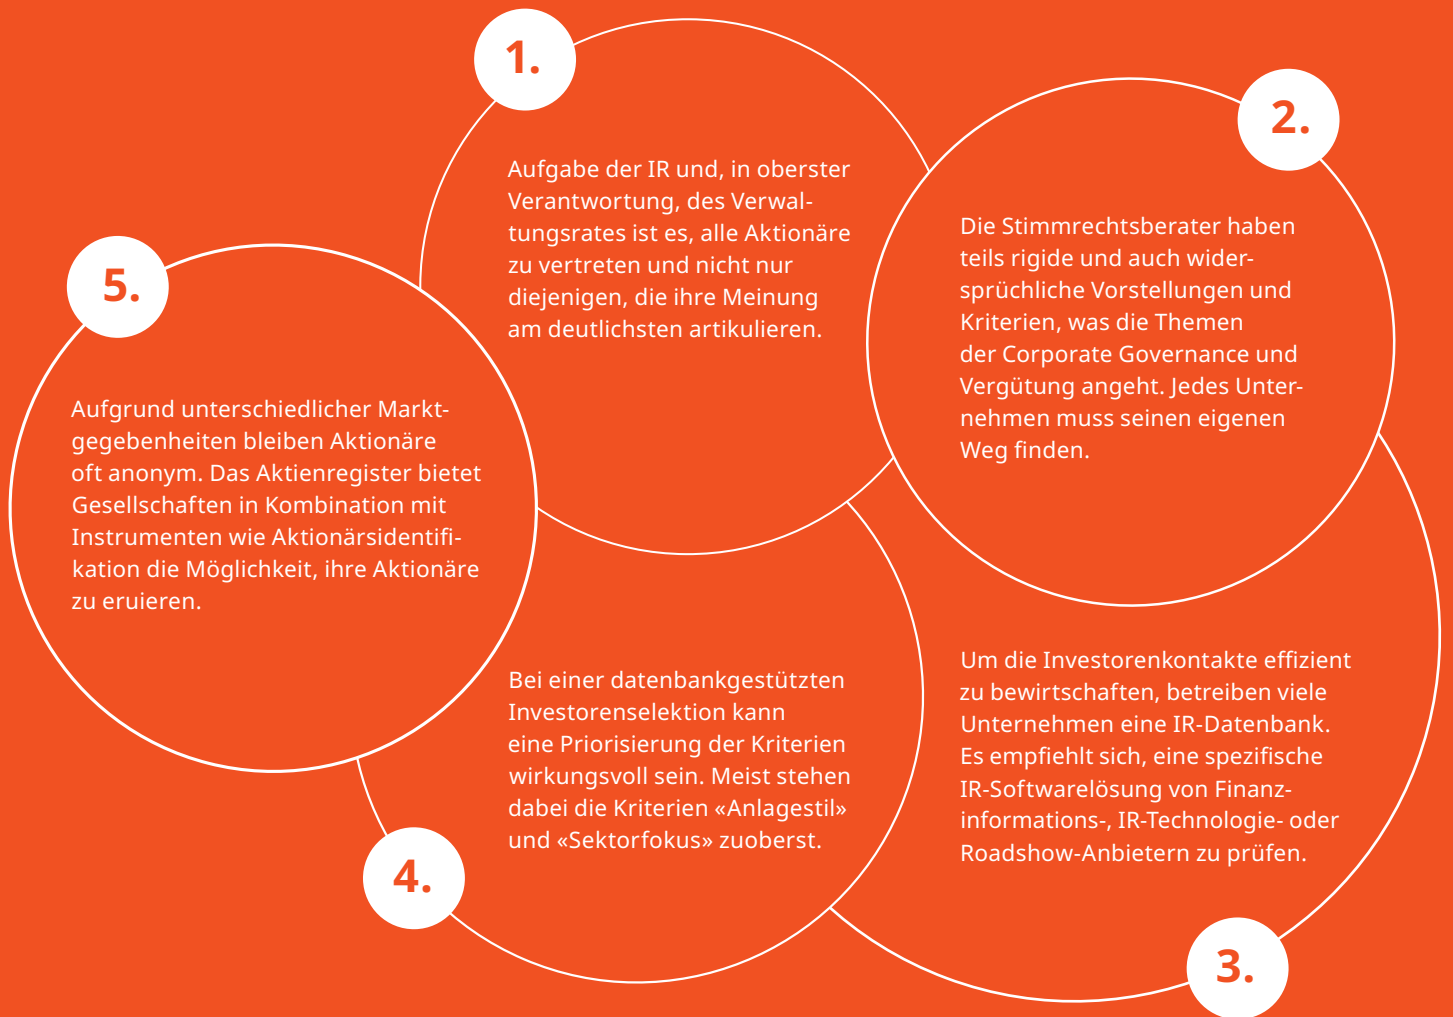 1.
Aufgabe der IR und, in oberster
Verantwortung, des Verwal-
tungsrates ist es, alle Aktionäre
zu vertreten und nicht nur
diejenigen, die ihre Meinung
am deutlichsten artikulieren.
2.
Die Stimmrechtsberater haben
teils rigide und auch wider-
sprüchliche Vorstellungen und
Kriterien, was die Themen
der Corporate Governance und
Vergütung angeht. Jedes Unter-
nehmen muss seinen eigenen
Weg finden.
3.
Um die Investorenkontakte effizient
zu bewirtschaften, betreiben viele
Unternehmen eine IR-Datenbank.
Es empfiehlt sich, eine spezifische
IR-Softwarelösung von Finanz-
informations-, IR-Technologie- oder
Roadshow-Anbietern zu prüfen.
4.
Bei einer datenbankgestützten
Investorenselektion kann
eine Priorisierung der Kriterien
wirkungsvoll sein. Meist stehen
dabei die Kriterien «Anlagestil»
und «Sektorfokus» zuoberst.
5.
Aufgrund unterschiedlicher Markt-
gegebenheiten bleiben Aktionäre
oft anonym. Das Aktienregister bietet
Gesellschaften in Kombination mit
Instrumenten wie Aktionärsidentifi-
kation die Möglichkeit, ihre Aktionäre
zu eruieren.